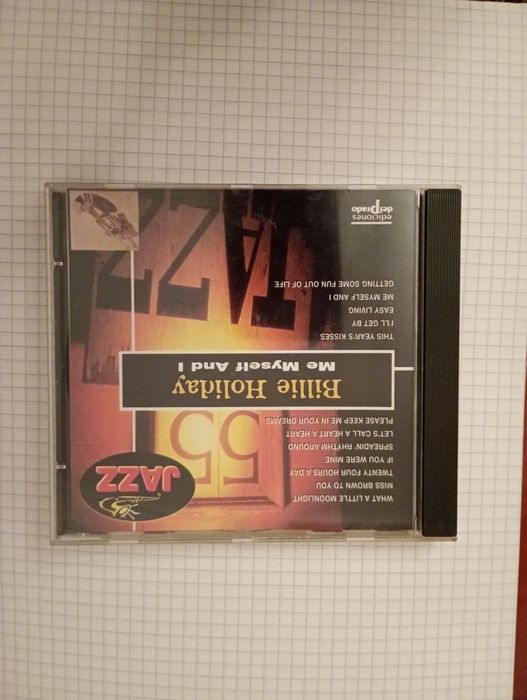 WHAT A LITTLE MOONLIGHT
MISS BROWN TO YOU
TWENTY FOUR HOURS A DAY
IF YOU WERE MINE
SPREADIN' RHYTHM AROUND
LET'S CALL A HEART A HEART
PLEASE KEEP ME IN YOUR DREAMS
JAZZ
55
Billie Holiday
Me Myself And I
THIS YEAR'S KISSES
I'LL GET BY
EASY LIVING
ME MYSELF AND I
GETTING SOME FUN OUT OF LIFE
JAZZ
ediciones
delPrado